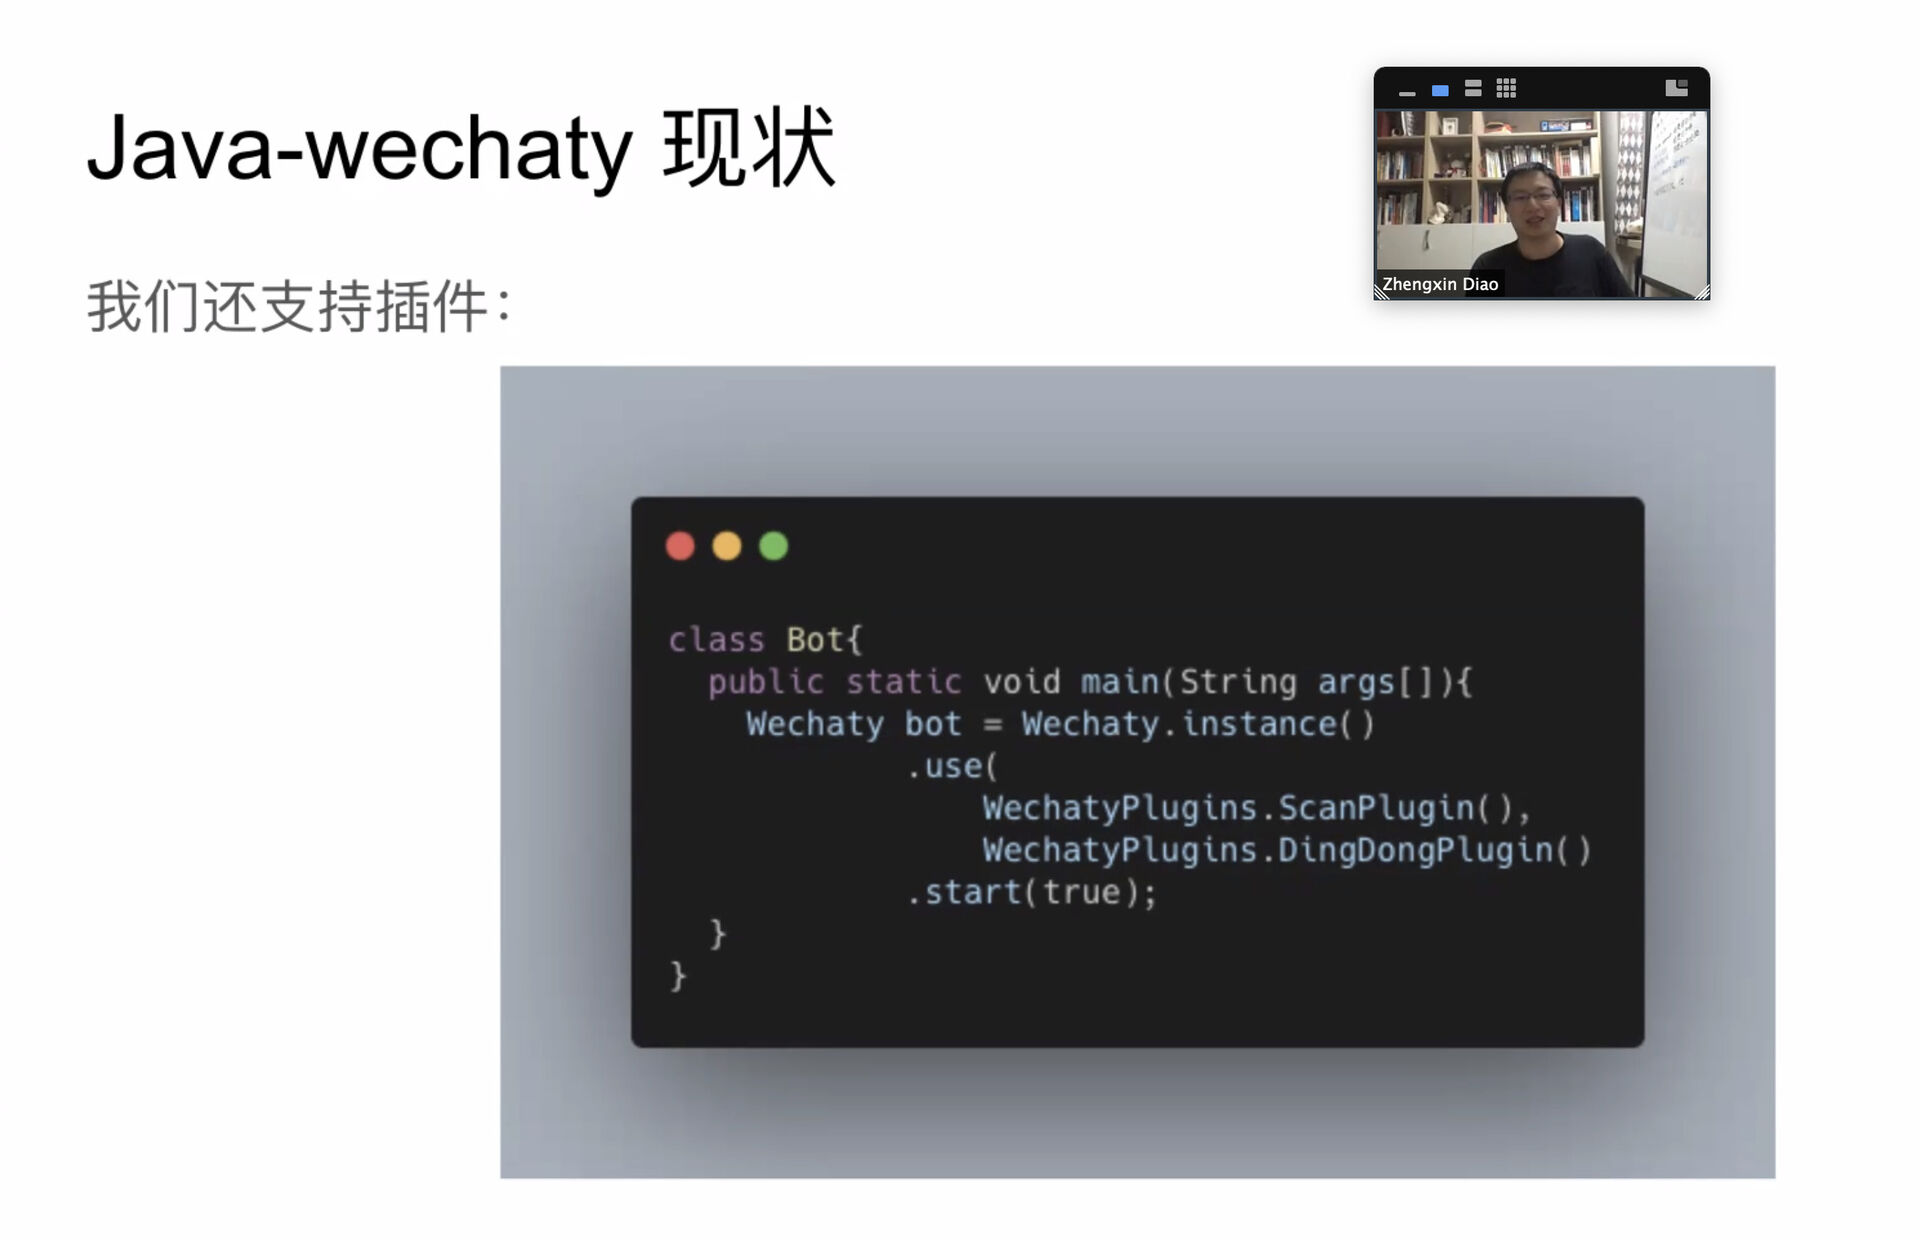 Java-wechaty 现状
我们还支持插件：
Zhengxin Diao
class Bot{
  public static void main(String args[]){
    Wechaty bot = Wechaty.instance()
            .use(
                WechatyPlugins.ScanPlugin(),
                WechatyPlugins.DingDongPlugin()
            .start(true);
  }
}